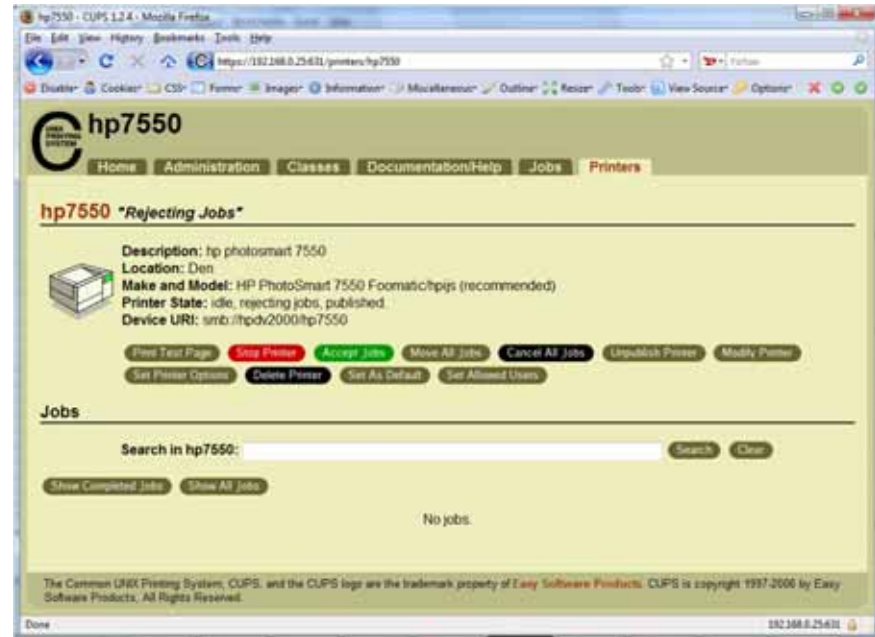 hp7550 - CUPS 1.2.4 - Mozilla Firefox
File Edit View History Bookmarks Tools Help
https://192.168.0.25:631/printers/hp7550
Yahoo
Disable Cookies CSS Forms Images Information Miscellaneous Outline Resize Tools View Source Options
UNIX PRINTING SYSTEM
hp7550
Home Administration Classes Documentation/Help Jobs Printers
hp7550 "Rejecting Jobs"
Description: hp photosmart 7550
Location: Den
Make and Model: HP PhotoSmart 7550 Foomatic/hpijs (recommended)
Printer State: idle, rejecting jobs, published.
Device URI: smb://hpdv2000/hp7550
Print Test Page Stop Printer Accept Jobs Move All Jobs Cancel All Jobs Unpublish Printer Modify Printer
Set Printer Options Delete Printer Set As Default Set Allowed Users
Jobs
Search in hp7550: Search Clear
Show Completed Jobs Show All Jobs
No jobs.
The Common UNIX Printing System, CUPS, and the CUPS logo are the trademark property of Easy Software Products. CUPS is copyright 1997-2006 by Easy
Software Products, All Rights Reserved.
Done 192.168.0.25:631